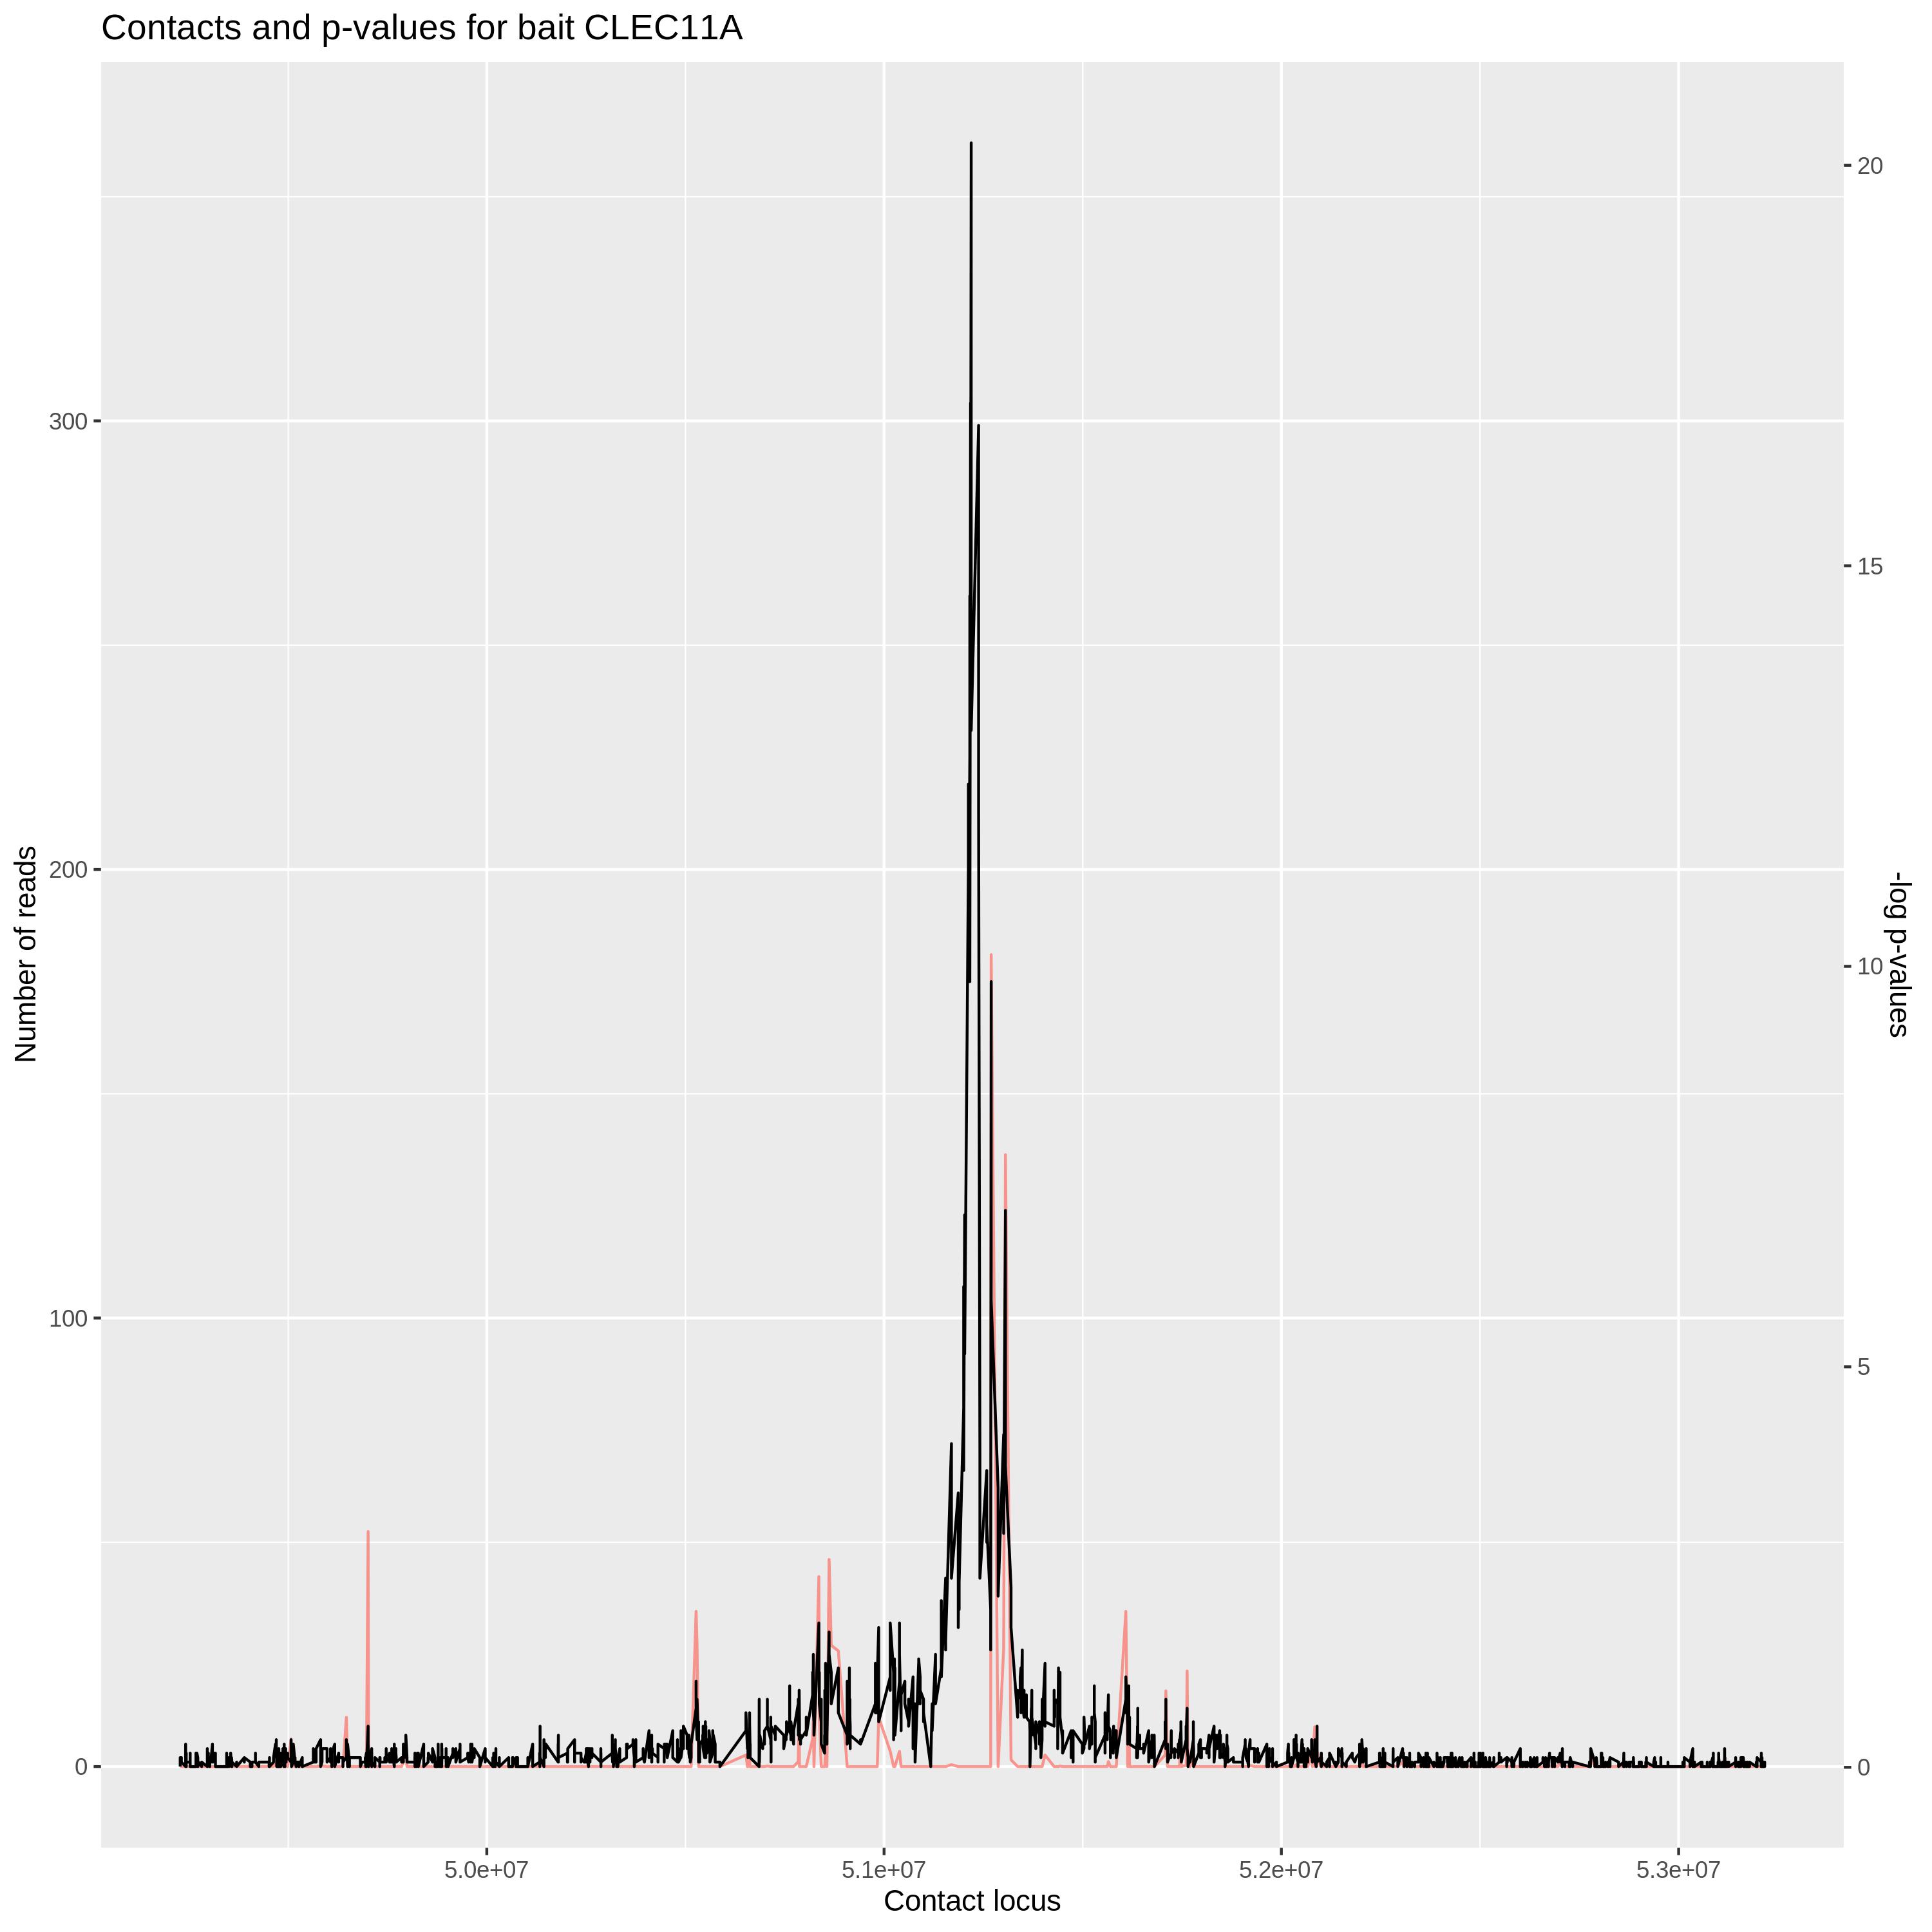 Contacts and p-values for bait CLEC11A
Number of reads
300
200
100
0
20
15
10
5
0
-log p-values
5.0e+07
5.1e+07
5.2e+07
5.3e+07
Contact locus